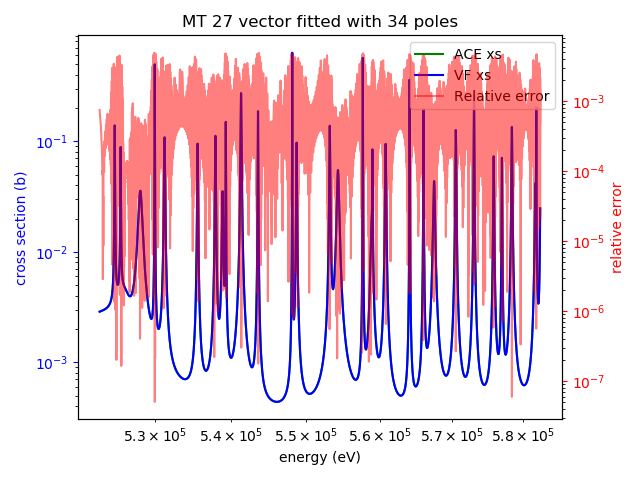 MT 27 vector fitted with 34 poles
ACE xs
VF xs
Relative error
cross section (b)
10⁻¹
10⁻²
10⁻³
10⁻³
10⁻⁴
10⁻⁵
10⁻⁶
10⁻⁷
relative error
5.3 × 10⁵ 5.4 × 10⁵ 5.5 × 10⁵ 5.6 × 10⁵ 5.7 × 10⁵ 5.8 × 10⁵
energy (eV)